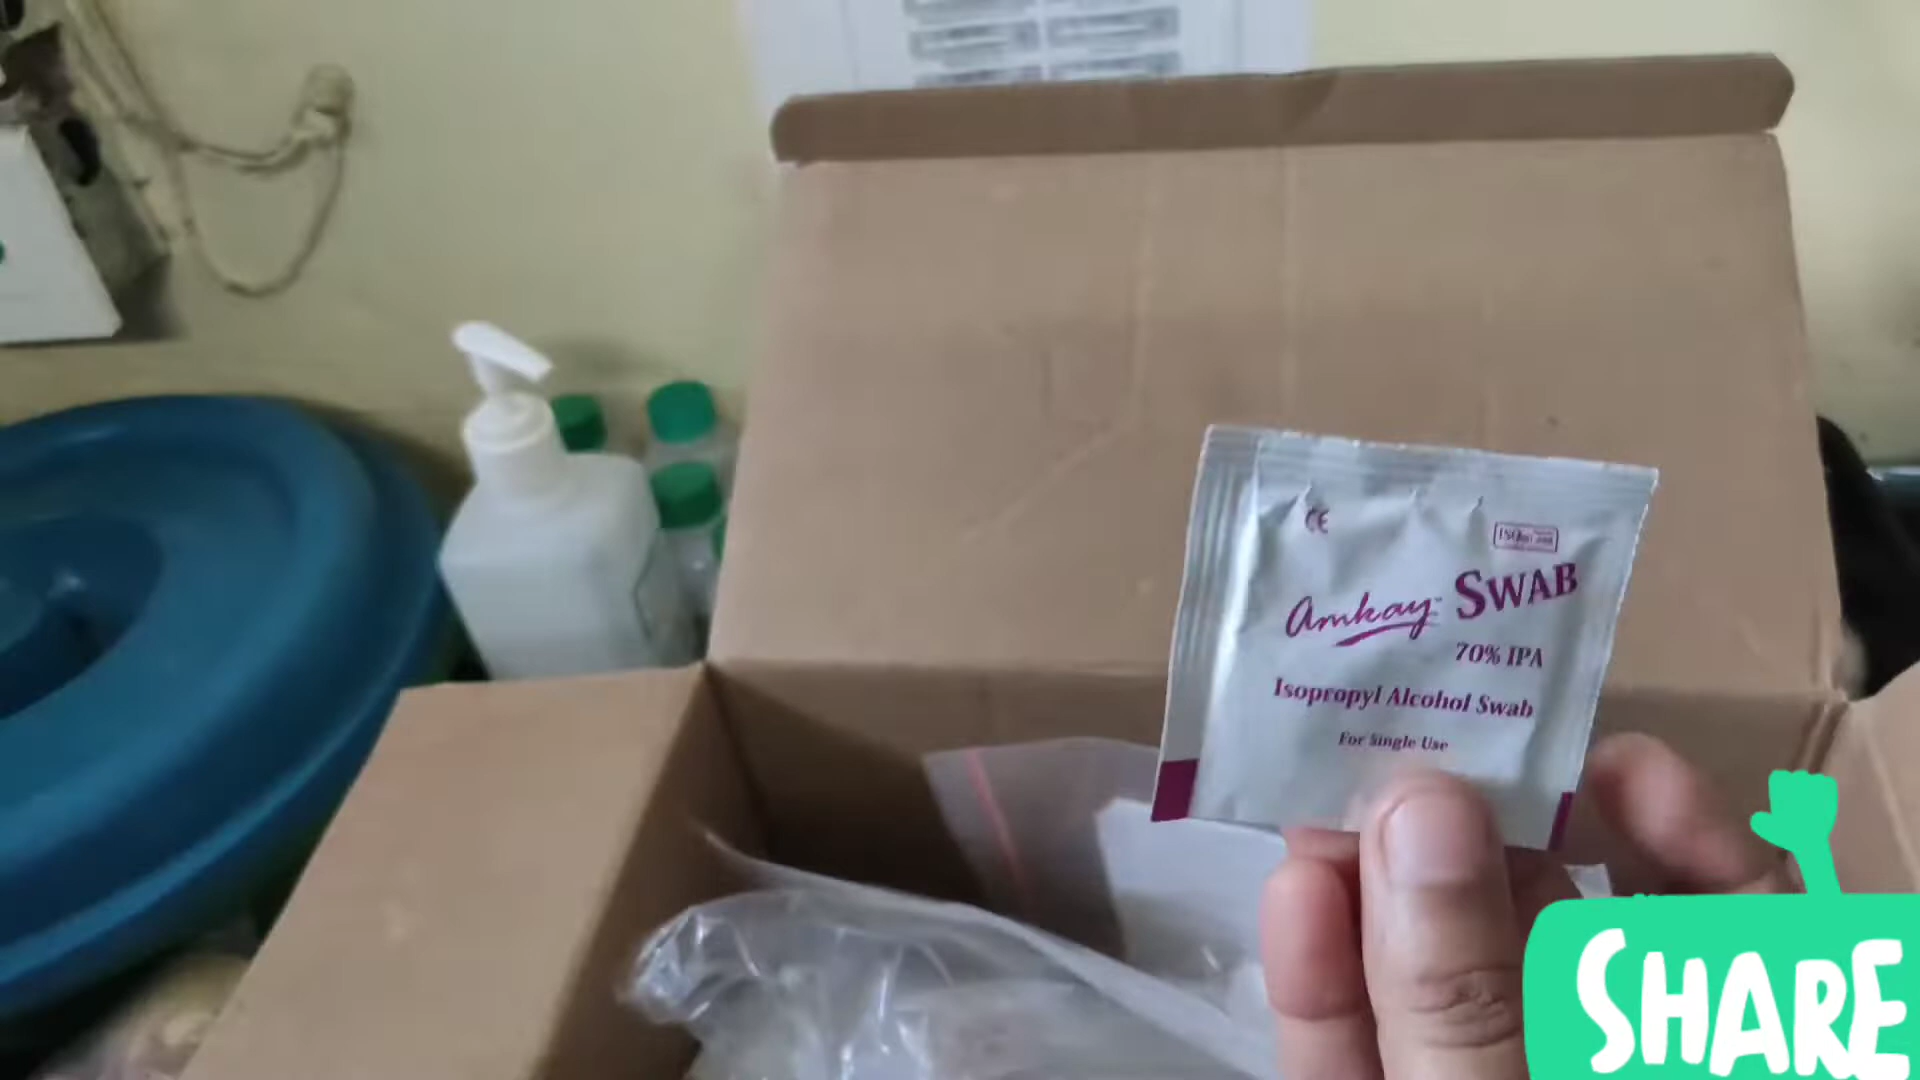 CE
Amkay SWAB
70% IPA
Isopropyl Alcohol Swab
For Single Use
SHARE